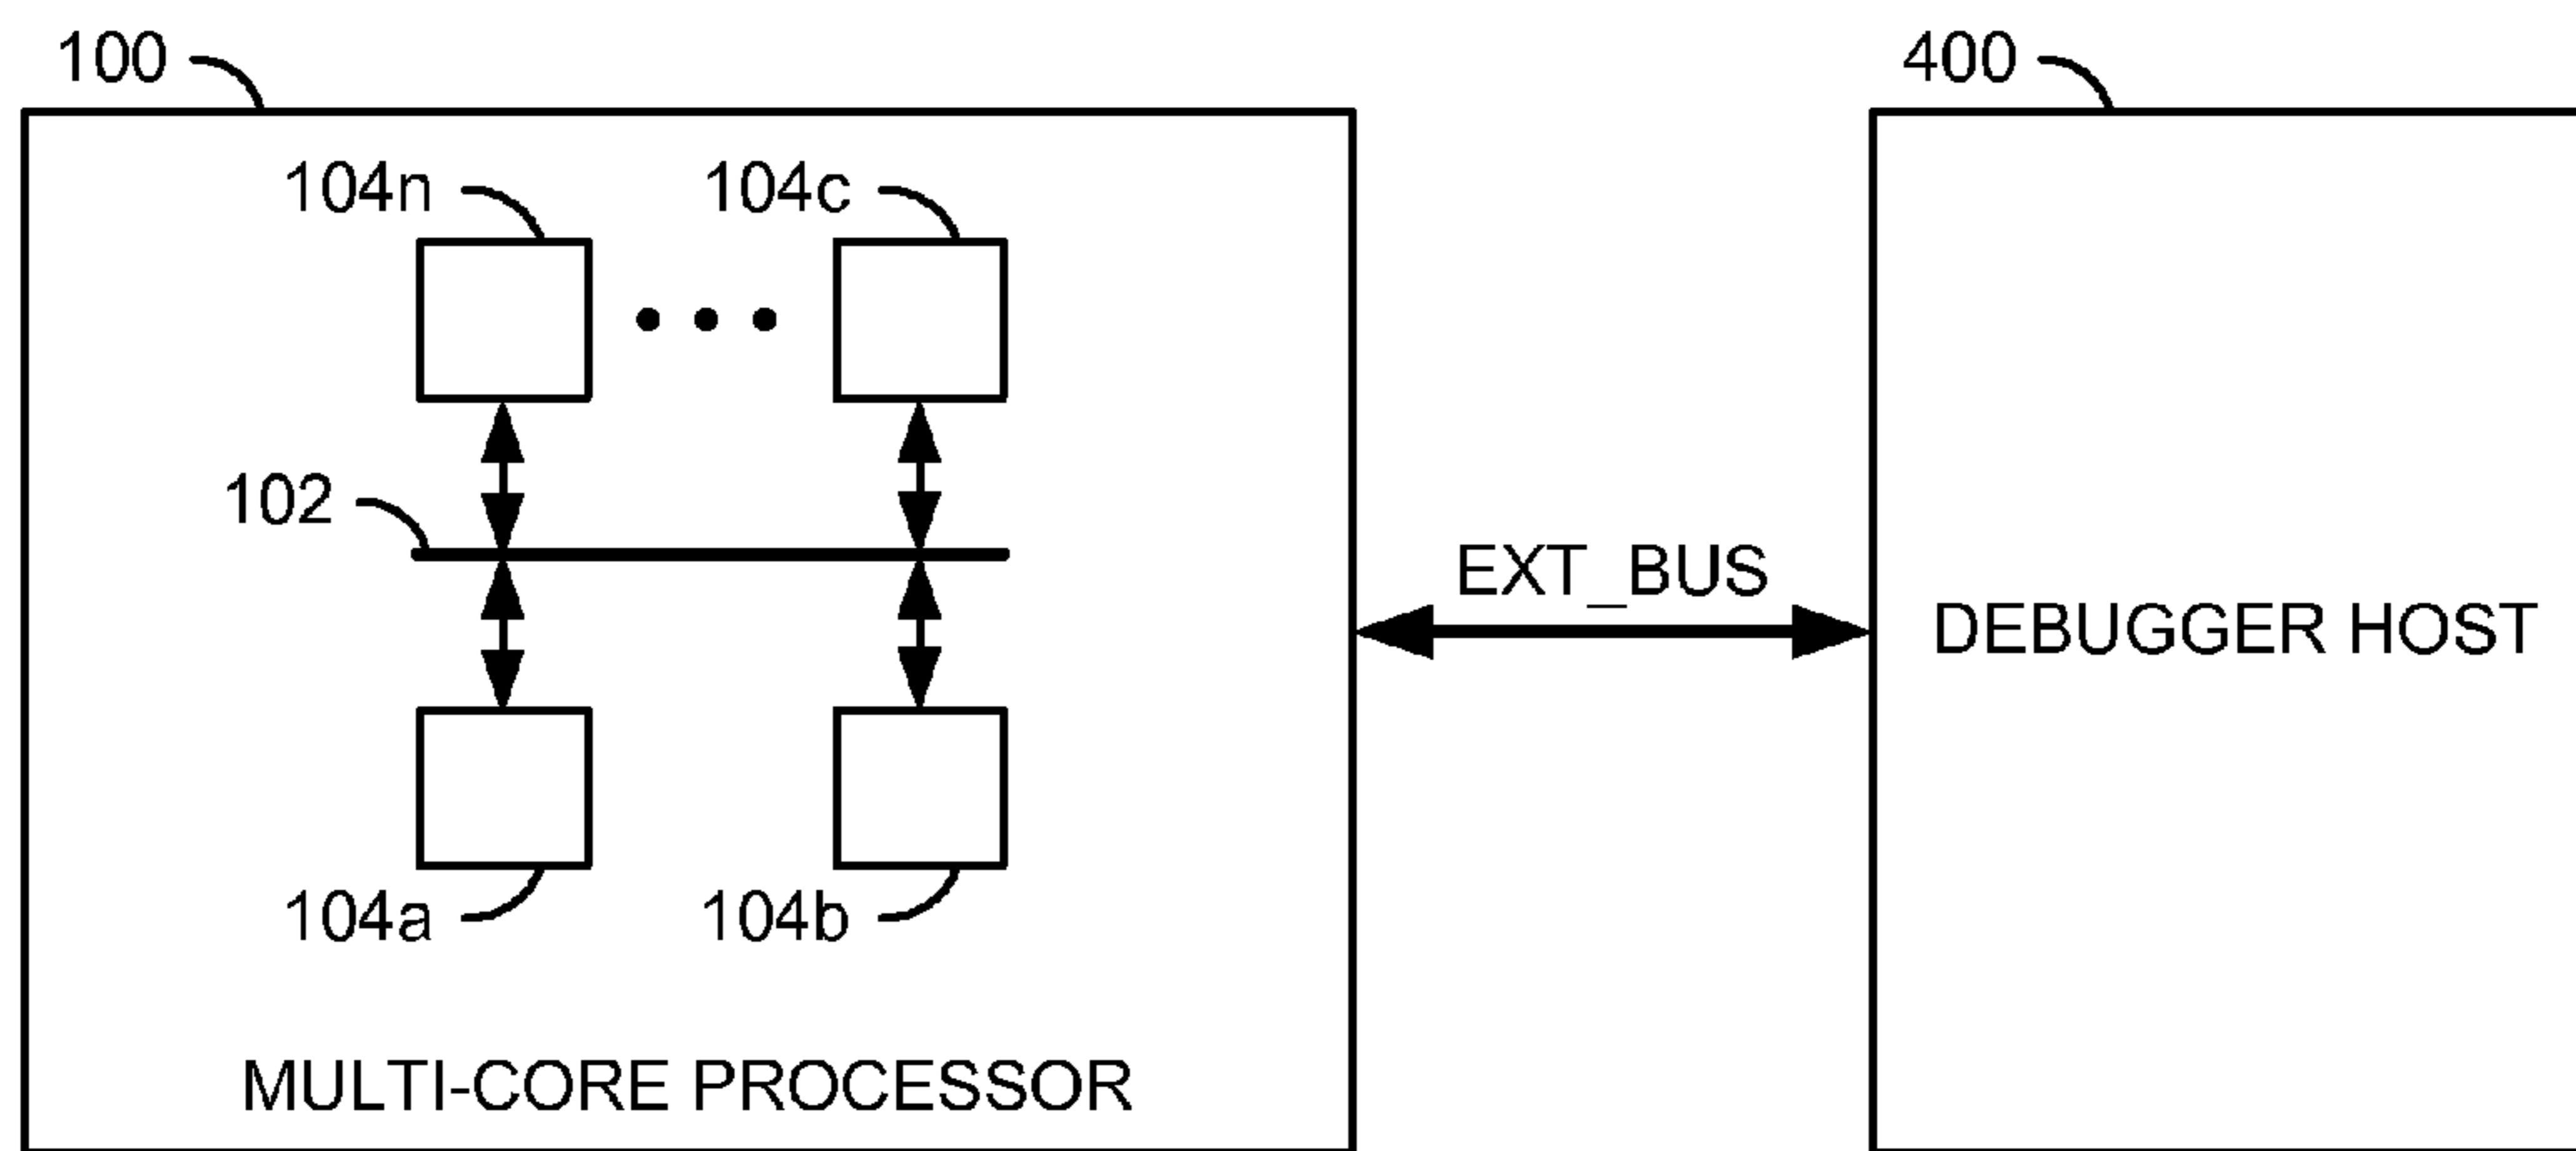 100
400
104n
104c
102
EXT_BUS
DEBUGGER HOST
104a
104b
MULTI-CORE PROCESSOR